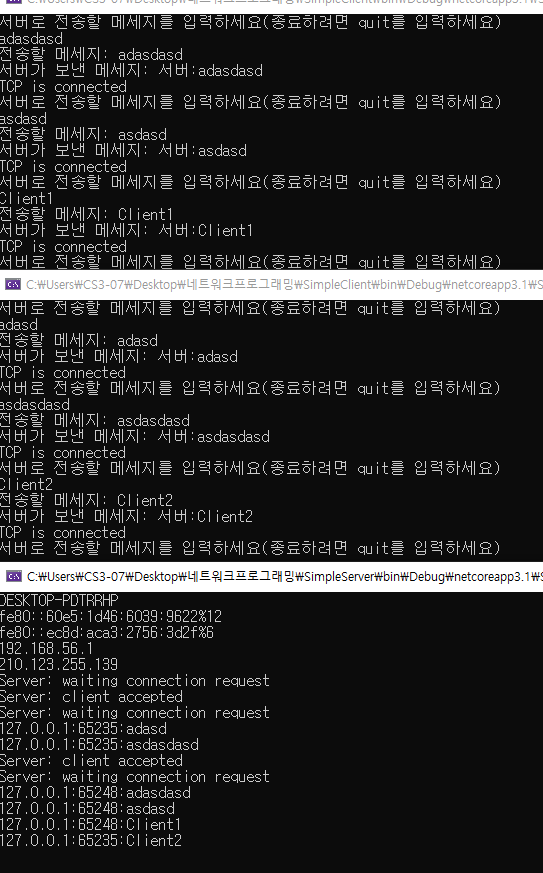 서버로 전송할 메세지를 입력하세요(종료하려면 quit를 입력하세요)
adasdasd
전송할 메세지: adasdasd
서버가 보낸 메세지: 서버:adasdasd
TCP is connected
서버로 전송할 메세지를 입력하세요(종료하려면 quit를 입력하세요)
asdasd
전송할 메세지: asdasd
서버가 보낸 메세지: 서버:asdasd
TCP is connected
서버로 전송할 메세지를 입력하세요(종료하려면 quit를 입력하세요)
Client1
전송할 메세지: Client1
서버가 보낸 메세지: 서버:Client1
TCP is connected
서버로 전송할 메세지를 입력하세요(종료하려면 quit를 입력하세요)
C:₩Users₩CS3-07₩Desktop₩네트워크프로그래밍₩SimpleClient₩bin₩Debug₩netcoreapp3.1₩S
서버로 전송할 메세지를 입력하세요(종료하려면 quit를 입력하세요)
adasd
전송할 메세지: adasd
서버가 보낸 메세지: 서버:adasd
TCP is connected
서버로 전송할 메세지를 입력하세요(종료하려면 quit를 입력하세요)
asdasdasd
전송할 메세지: asdasdasd
서버가 보낸 메세지: 서버:asdasdasd
TCP is connected
서버로 전송할 메세지를 입력하세요(종료하려면 quit를 입력하세요)
Client2
전송할 메세지: Client2
서버가 보낸 메세지: 서버:Client2
TCP is connected
서버로 전송할 메세지를 입력하세요(종료하려면 quit를 입력하세요)
C:₩Users₩CS3-07₩Desktop₩네트워크프로그래밍₩SimpleServer₩bin₩Debug₩netcoreapp3.1₩S
DESKTOP-PDTRRHP
fe80::60e5:1d46:6039:9622%12
fe80::ec8d:aca3:2756:3d2f%6
192.168.56.1
210.123.255.139
Server: waiting connection request
Server: client accepted
Server: waiting connection request
127.0.0.1:65235:adasd
127.0.0.1:65235:asdasdasd
Server: client accepted
Server: waiting connection request
127.0.0.1:65248:adasdasd
127.0.0.1:65248:asdasd
127.0.0.1:65248:Client1
127.0.0.1:65235:Client2